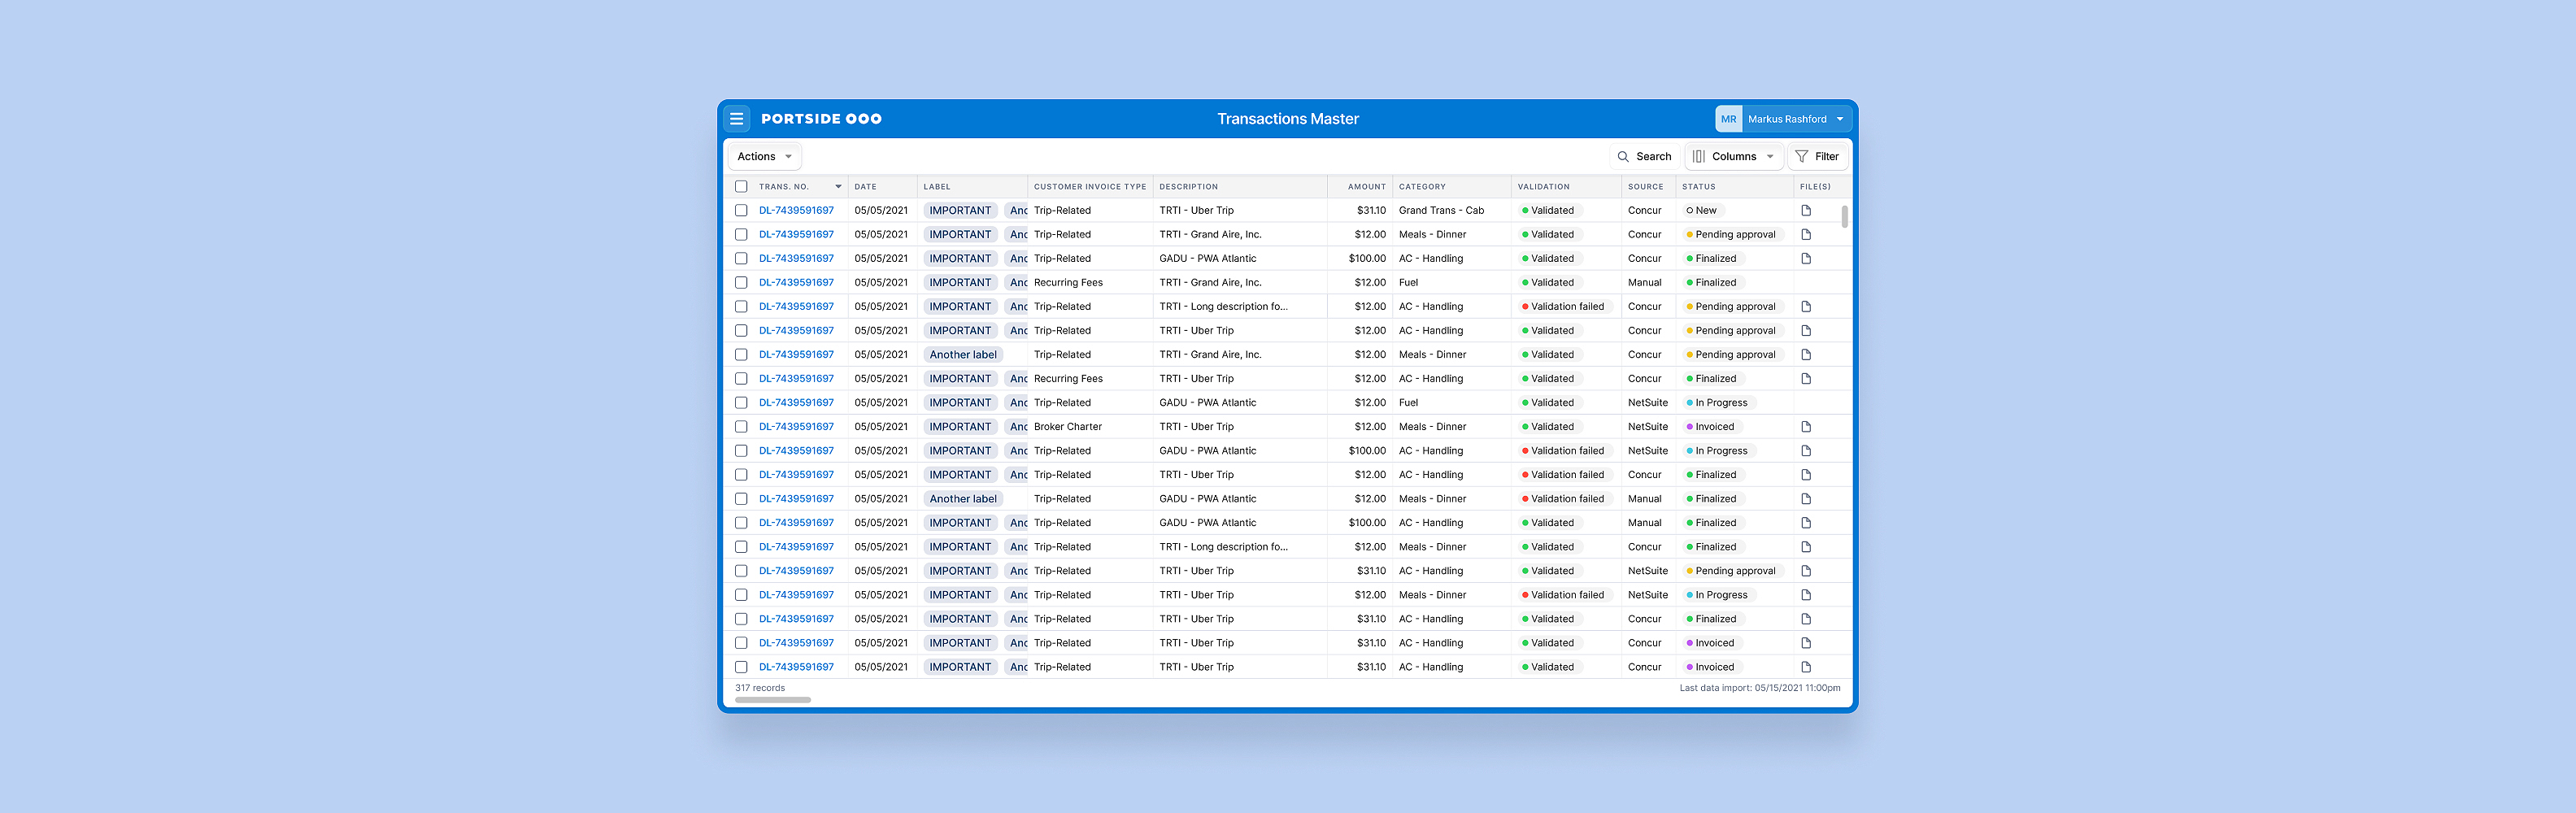 PORTSIDE Transactions Master MR Markus Rashford
Actions Search Columns Filter
TRANS. NO. DATE LABEL CUSTOMER INVOICE TYPE DESCRIPTION AMOUNT CATEGORY VALIDATION SOURCE STATUS FILE(S)
DL-7439591697 05/05/2021 IMPORTANT Anc Trip-Related TRTI - Uber Trip $31.10 Grand Trans - Cab Validated Concur New
DL-7439591697 05/05/2021 IMPORTANT Anc Trip-Related TRTI - Grand Aire, Inc. $12.00 Meals - Dinner Validated Concur Pending approval
DL-7439591697 05/05/2021 IMPORTANT Anc Trip-Related GADU - PWA Atlantic $100.00 AC - Handling Validated Concur Finalized
DL-7439591697 05/05/2021 IMPORTANT Anc Recurring Fees TRTI - Grand Aire, Inc. $12.00 Fuel Validated Manual Finalized
DL-7439591697 05/05/2021 IMPORTANT Anc Trip-Related TRTI - Long description fo... $12.00 AC - Handling Validation failed Concur Pending approval
DL-7439591697 05/05/2021 IMPORTANT Anc Trip-Related TRTI - Uber Trip $12.00 AC - Handling Validated Concur Pending approval
DL-7439591697 05/05/2021 Another label Trip-Related TRTI - Grand Aire, Inc. $12.00 Meals - Dinner Validated Concur Pending approval
DL-7439591697 05/05/2021 IMPORTANT Anc Recurring Fees TRTI - Uber Trip $12.00 AC - Handling Validated Concur Finalized
DL-7439591697 05/05/2021 IMPORTANT Anc Trip-Related GADU - PWA Atlantic $12.00 Fuel Validated NetSuite In Progress
DL-7439591697 05/05/2021 IMPORTANT Anc Broker Charter TRTI - Uber Trip $12.00 Meals - Dinner Validated NetSuite Invoiced
DL-7439591697 05/05/2021 IMPORTANT Anc Trip-Related GADU - PWA Atlantic $100.00 AC - Handling Validation failed NetSuite In Progress
DL-7439591697 05/05/2021 IMPORTANT Anc Trip-Related TRTI - Uber Trip $12.00 AC - Handling Validation failed Concur Finalized
DL-7439591697 05/05/2021 Another label Trip-Related GADU - PWA Atlantic $12.00 Meals - Dinner Validation failed Manual Finalized
DL-7439591697 05/05/2021 IMPORTANT Anc Trip-Related GADU - PWA Atlantic $100.00 AC - Handling Validated Manual Finalized
DL-7439591697 05/05/2021 IMPORTANT Anc Trip-Related TRTI - Long description fo... $12.00 Meals - Dinner Validated Concur Finalized
DL-7439591697 05/05/2021 IMPORTANT Anc Trip-Related TRTI - Uber Trip $31.10 AC - Handling Validated NetSuite Pending approval
DL-7439591697 05/05/2021 IMPORTANT Anc Trip-Related TRTI - Uber Trip $12.00 Meals - Dinner Validation failed NetSuite In Progress
DL-7439591697 05/05/2021 IMPORTANT Anc Trip-Related TRTI - Uber Trip $31.10 AC - Handling Validated Concur Finalized
DL-7439591697 05/05/2021 IMPORTANT Anc Trip-Related TRTI - Uber Trip $31.10 AC - Handling Validated Concur Invoiced
DL-7439591697 05/05/2021 IMPORTANT Anc Trip-Related TRTI - Uber Trip $31.10 AC - Handling Validated Concur Invoiced
317 records Last data import: 05/15/2021 11:00pm